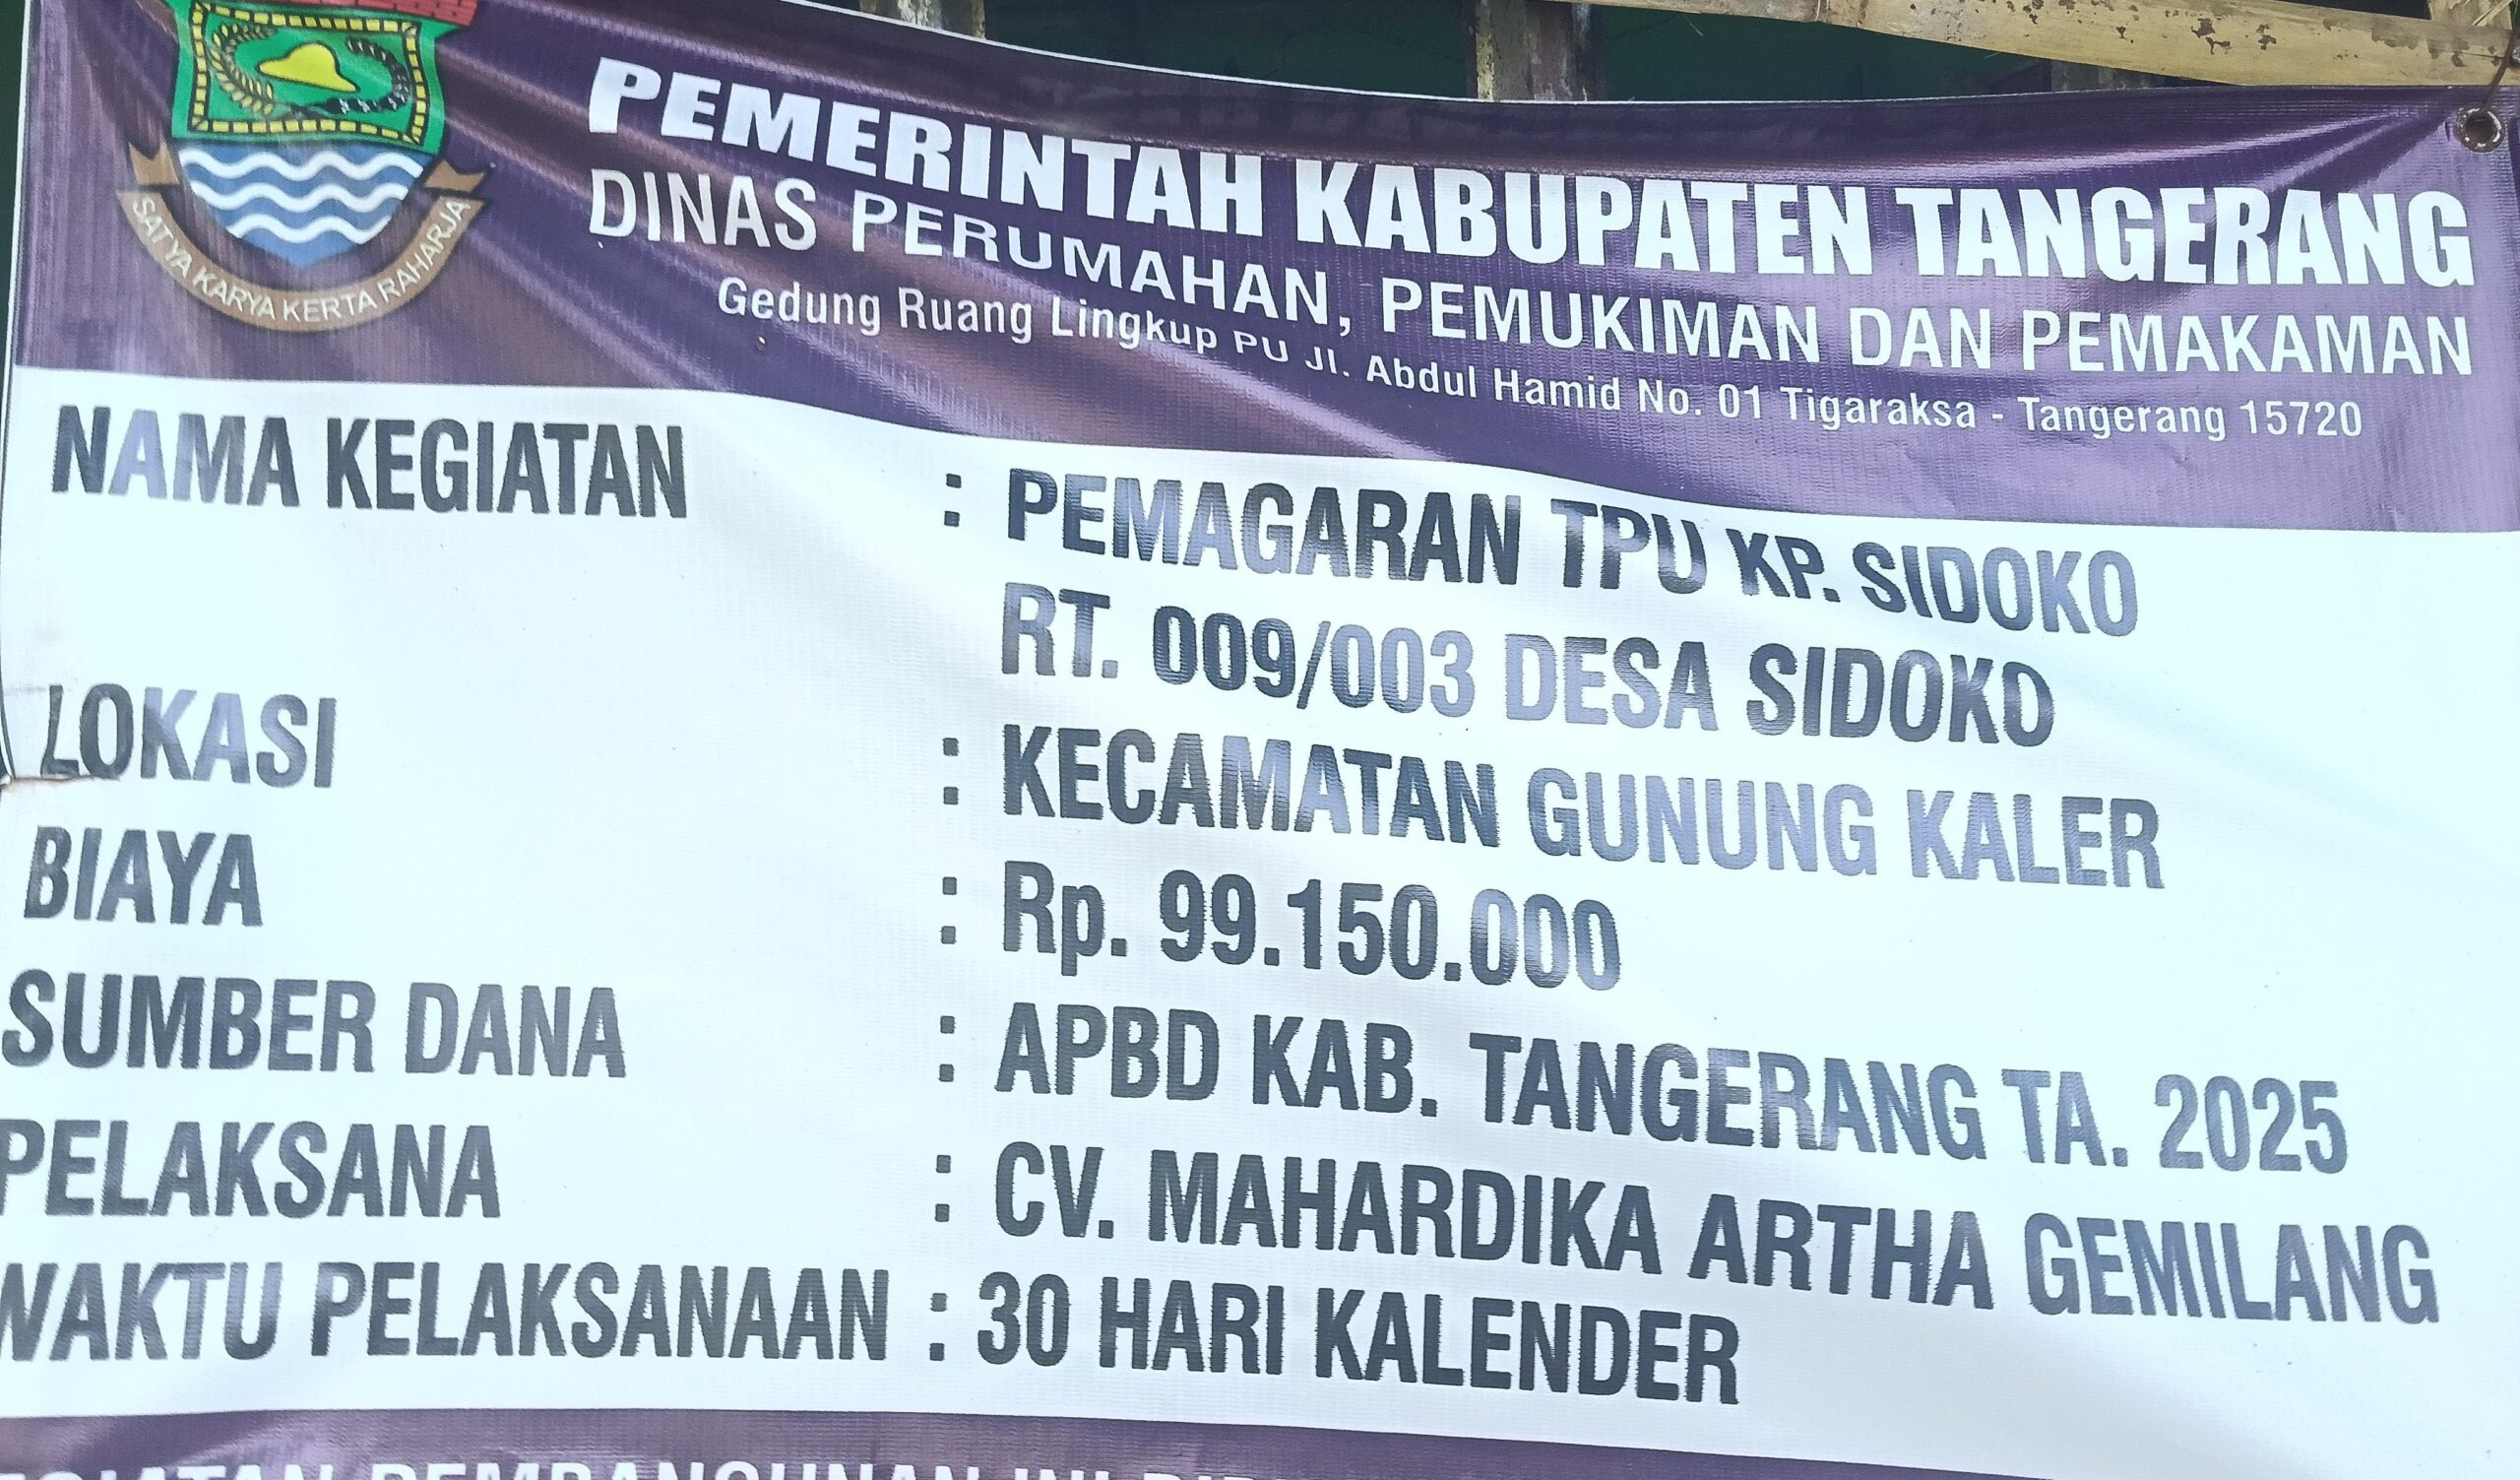 SATYA KARYA KERTA RAHARJA
PEMERINTAH KABUPATEN TANGERANG
DINAS PERUMAHAN, PEMUKIMAN DAN PEMAKAMAN
Gedung Ruang Lingkup PU Jl. Abdul Hamid No. 01 Tigaraksa - Tangerang 15720
NAMA KEGIATAN : PEMAGARAN TPU KP. SIDOKO
RT. 009/003 DESA SIDOKO
LOKASI : KECAMATAN GUNUNG KALER
BIAYA : Rp. 99.150.000
SUMBER DANA : APBD KAB. TANGERANG TA. 2025
PELAKSANA : CV. MAHARDIKA ARTHA GEMILANG
WAKTU PELAKSANAAN : 30 HARI KALENDER
PEMBANGUNAN INI